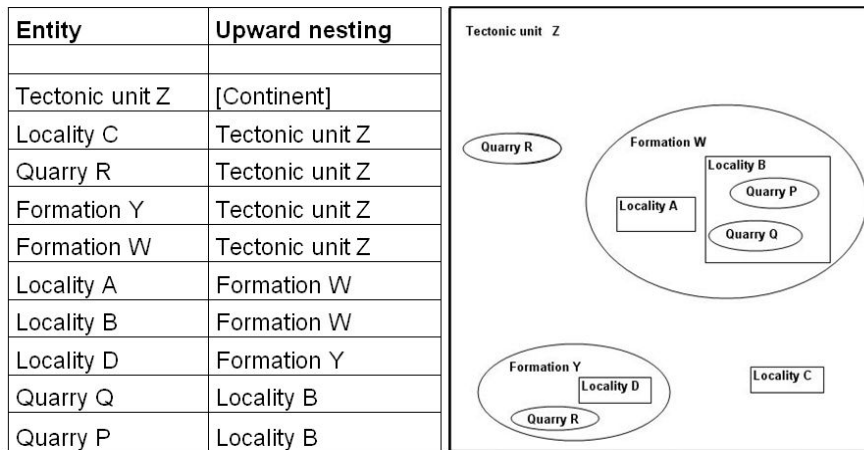 Entity Upward nesting
Tectonic unit Z [Continent]
Locality C Tectonic unit Z
Quarry R Tectonic unit Z
Formation Y Tectonic unit Z
Formation W Tectonic unit Z
Locality A Formation W
Locality B Formation W
Locality D Formation Y
Quarry Q Locality B
Quarry P Locality B
Tectonic unit Z
Quarry R
Formation W
Locality B
Quarry P
Locality A
Quarry Q
Formation Y
Locality D
Quarry R
Locality C